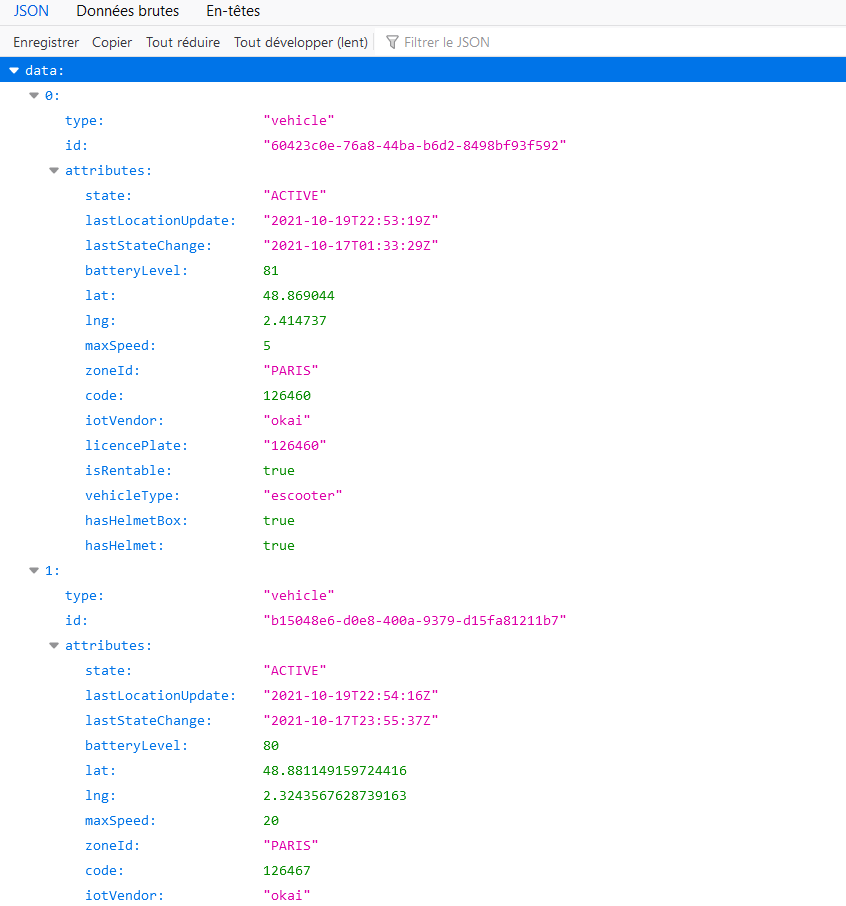 JSON Données brutes En-têtes
Enregistrer Copier Tout réduire Tout développer (lent) Filtrer le JSON
data:
0:
type: "vehicle"
id: "60423c0e-76a8-44ba-b6d2-8498bf93f592"
attributes:
state: "ACTIVE"
lastLocationUpdate: "2021-10-19T22:53:19Z"
lastStateChange: "2021-10-17T01:33:29Z"
batteryLevel: 81
lat: 48.869044
lng: 2.414737
maxSpeed: 5
zoneId: "PARIS"
code: 126460
iotVendor: "okai"
licencePlate: "126460"
isRentable: true
vehicleType: "escooter"
hasHelmetBox: true
hasHelmet: true
1:
type: "vehicle"
id: "b15048e6-d0e8-400a-9379-d15fa81211b7"
attributes:
state: "ACTIVE"
lastLocationUpdate: "2021-10-19T22:54:16Z"
lastStateChange: "2021-10-17T23:55:37Z"
batteryLevel: 80
lat: 48.881149159724416
lng: 2.3243567628739163
maxSpeed: 20
zoneId: "PARIS"
code: 126467
iotVendor: "okai"